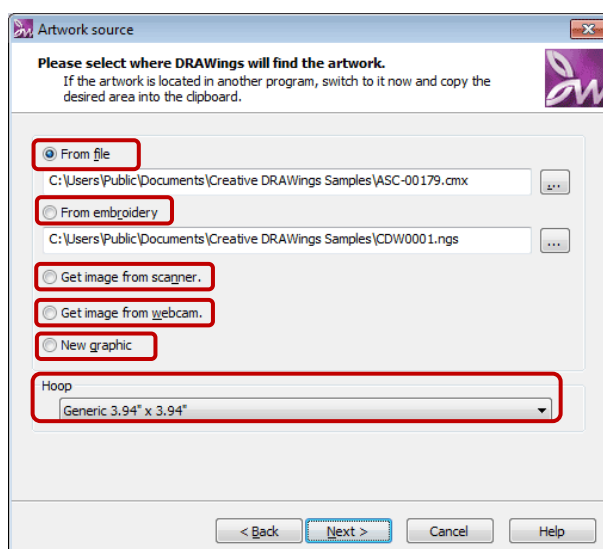 Artwork source
Please select where DRAWings will find the artwork.
If the artwork is located in another program, switch to it now and copy the
desired area into the clipboard.
From file
C:\Users\Public\Documents\Creative DRAWings Samples\ASC-00179.cmx
...
From embroidery
C:\Users\Public\Documents\Creative DRAWings Samples\CDW0001.ngs
...
Get image from scanner.
Get image from webcam.
New graphic
Hoop
Generic 3.94" x 3.94"
< Back Next > Cancel Help